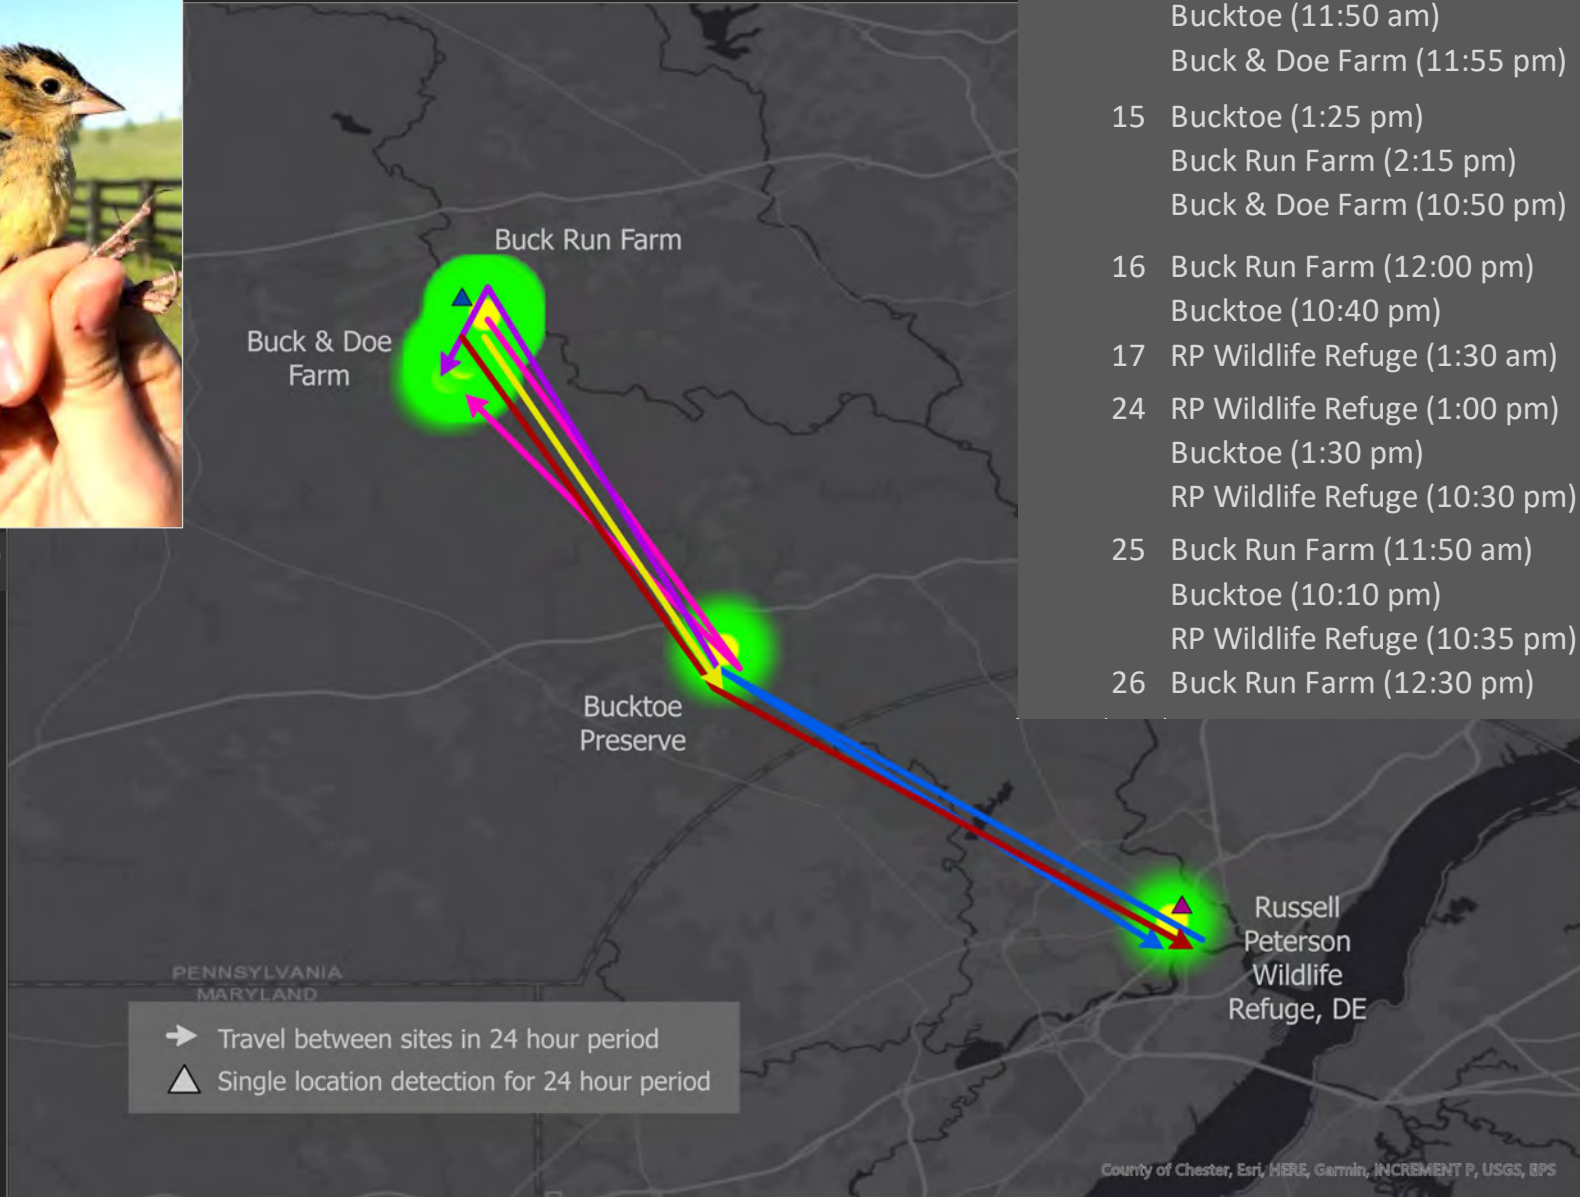 Bucktoe (11:50 am)
Buck & Doe Farm (11:55 pm)
15 Bucktoe (1:25 pm)
Buck Run Farm (2:15 pm)
Buck & Doe Farm (10:50 pm)
16 Buck Run Farm (12:00 pm)
Bucktoe (10:40 pm)
17 RP Wildlife Refuge (1:30 am)
24 RP Wildlife Refuge (1:00 pm)
Bucktoe (1:30 pm)
RP Wildlife Refuge (10:30 pm)
25 Buck Run Farm (11:50 am)
Bucktoe (10:10 pm)
RP Wildlife Refuge (10:35 pm)
26 Buck Run Farm (12:30 pm)
Buck Run Farm
Buck & Doe
Farm
Bucktoe
Preserve
Russell
Peterson
Wildlife
Refuge, DE
PENNSYLVANIA
MARYLAND
Travel between sites in 24 hour period
Single location detection for 24 hour period
County of Chester, Esri, HERE, Garmin, INCREMENT P, USGS, EPS